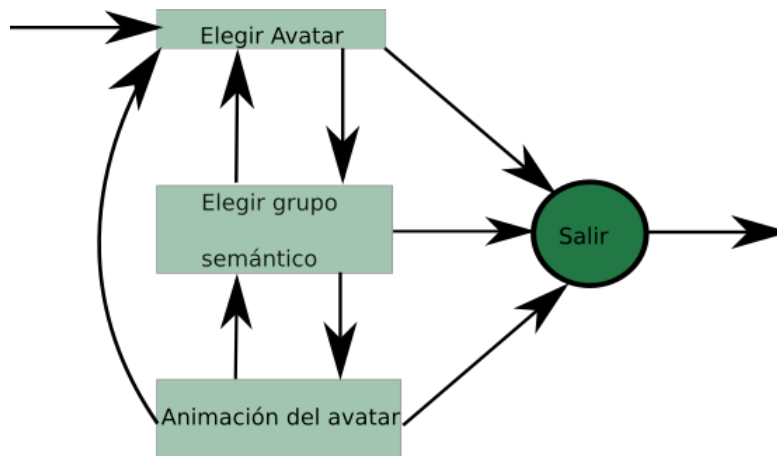 Elegir Avatar
Elegir grupo
semántico
Salir
Animación del avatar